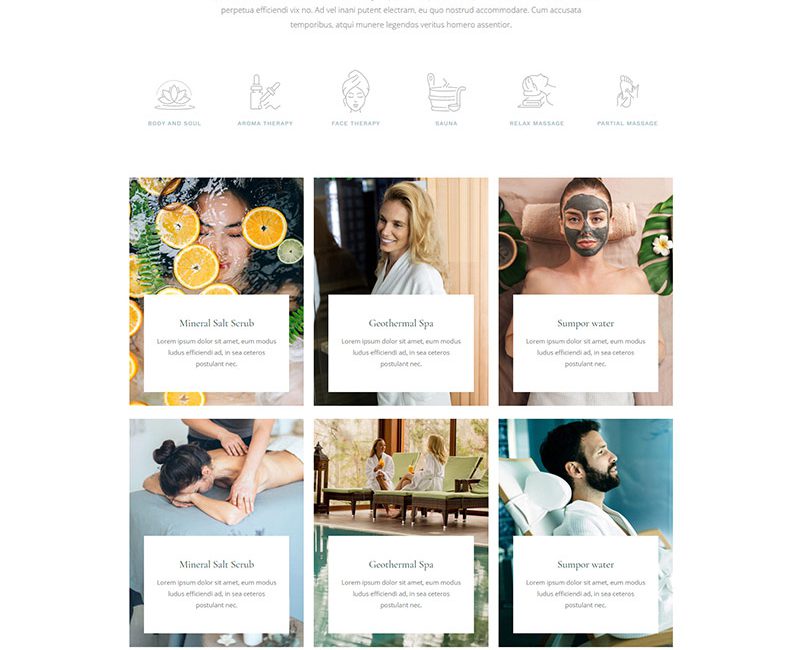 perpetua efficiendi vix no. Ad vel inani putent electram, eu quo nostrud accommodare. Cum accusata
temporibus, atqui munere legendos veritus homero assentior.
BODY AND SOUL
AROMA THERAPY
FACE THERAPY
SAUNA
RELAX MASSAGE
PARTIAL MASSAGE
Mineral Salt Scrub
Lorem ipsum dolor sit amet, eum modus
ludus efficiendi ad, in sea ceteros
postulant nec.
Geothermal Spa
Lorem ipsum dolor sit amet, eum modus
ludus efficiendi ad, in sea ceteros
postulant nec.
Sumpor water
Lorem ipsum dolor sit amet, eum modus
ludus efficiendi ad, in sea ceteros
postulant nec.
Mineral Salt Scrub
Lorem ipsum dolor sit amet, eum modus
ludus efficiendi ad, in sea ceteros
postulant nec.
Geothermal Spa
Lorem ipsum dolor sit amet, eum modus
ludus efficiendi ad, in sea ceteros
postulant nec.
Sumpor water
Lorem ipsum dolor sit amet, eum modus
ludus efficiendi ad, in sea ceteros
postulant nec.